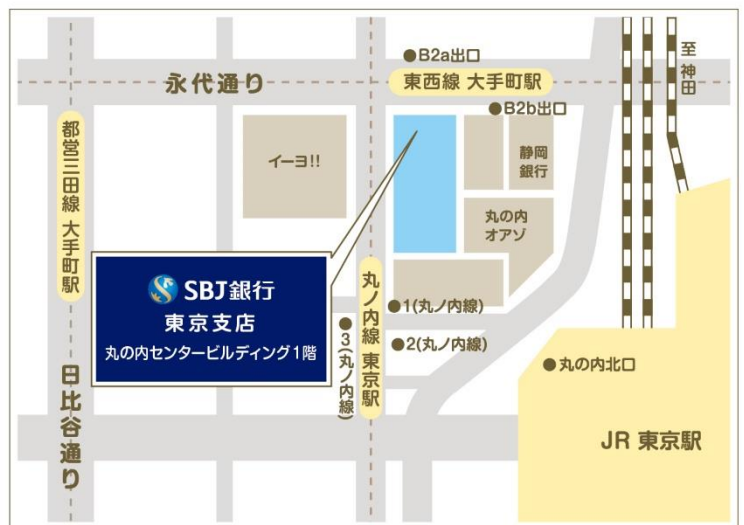 B2a出口
至神田
永代通り
東西線 大手町駅
B2b出口
都営三田線 大手町駅
イーヨ!!
静岡
銀行
丸の内
オアゾ
SBJ銀行
東京支店
丸の内センタービルディング1階
丸ノ内線 東京駅
1(丸ノ内線)
2(丸ノ内線)
3(丸ノ内線)
丸の内北口
日比谷通り
JR 東京駅